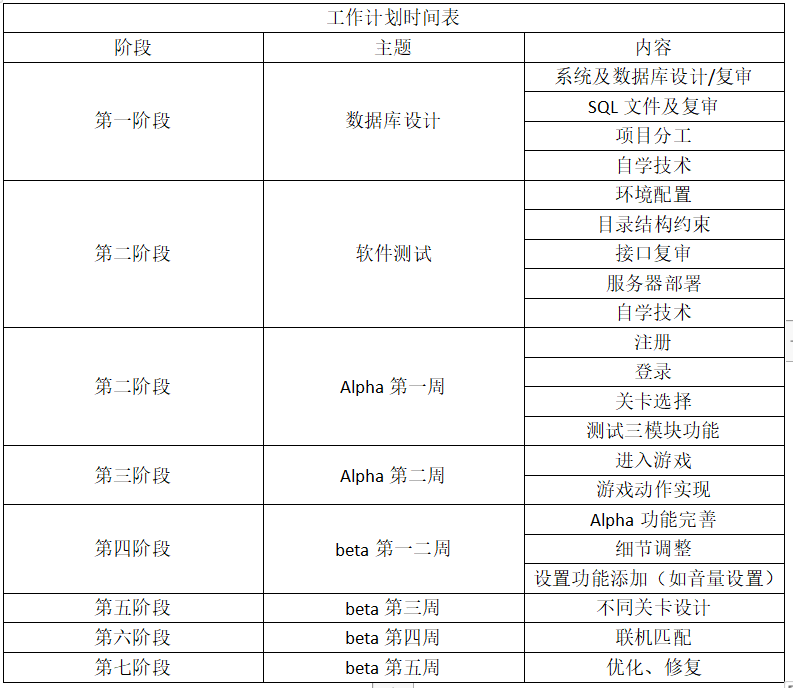 工作计划时间表
阶段 主题 内容
第一阶段 数据库设计 系统及数据库设计/复审
SQL 文件及复审
项目分工
自学技术
第二阶段 软件测试 环境配置
目录结构约束
接口复审
服务器部署
自学技术
第二阶段 Alpha 第一周 注册
登录
关卡选择
测试三模块功能
第三阶段 Alpha 第二周 进入游戏
游戏动作实现
第四阶段 beta 第一二周 Alpha 功能完善
细节调整
设置功能添加（如音量设置）
第五阶段 beta 第三周 不同关卡设计
第六阶段 beta 第四周 联机匹配
第七阶段 beta 第五周 优化、修复